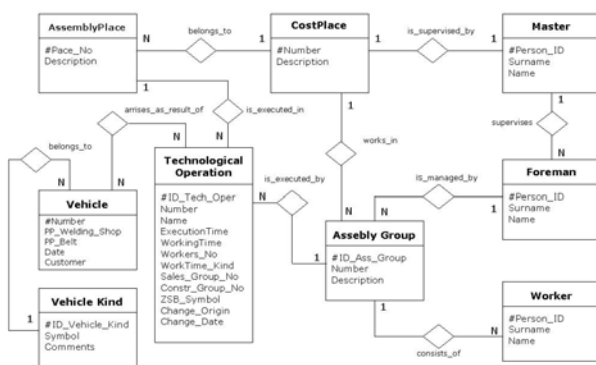 AssemblyPlace
#Pace_No
Description
N
belongs_to
1
CostPlace
#Number
Description
1
is_supervised_by
1
Master
#Person_ID
Surname
Name
1
1
1
arrises_as_result_of
is_executed_in
supervises
belongs_to
N
N
works_in
N
Technological
Operation
#ID_Tech_Oper
Number
Name
ExecutionTime
WorkingTime
Workers_No
WorkTime_Kind
Sales_Group_No
Constr_Group_No
ZSB_Symbol
Change_Origin
Change_Date
N
is_executed_by
1
is_managed_by
N
N
1
Foreman
#Person_ID
Surname
Name
N
N
Vehicle
#Number
PP_Welding_Shop
PP_Belt
Date
Customer
Assebly Group
#ID_Ass_Group
Number
Description
1
Vehicle Kind
#ID_Vehicle_Kind
Symbol
Comments
1
consists_of
N
Worker
#Person_ID
Surname
Name